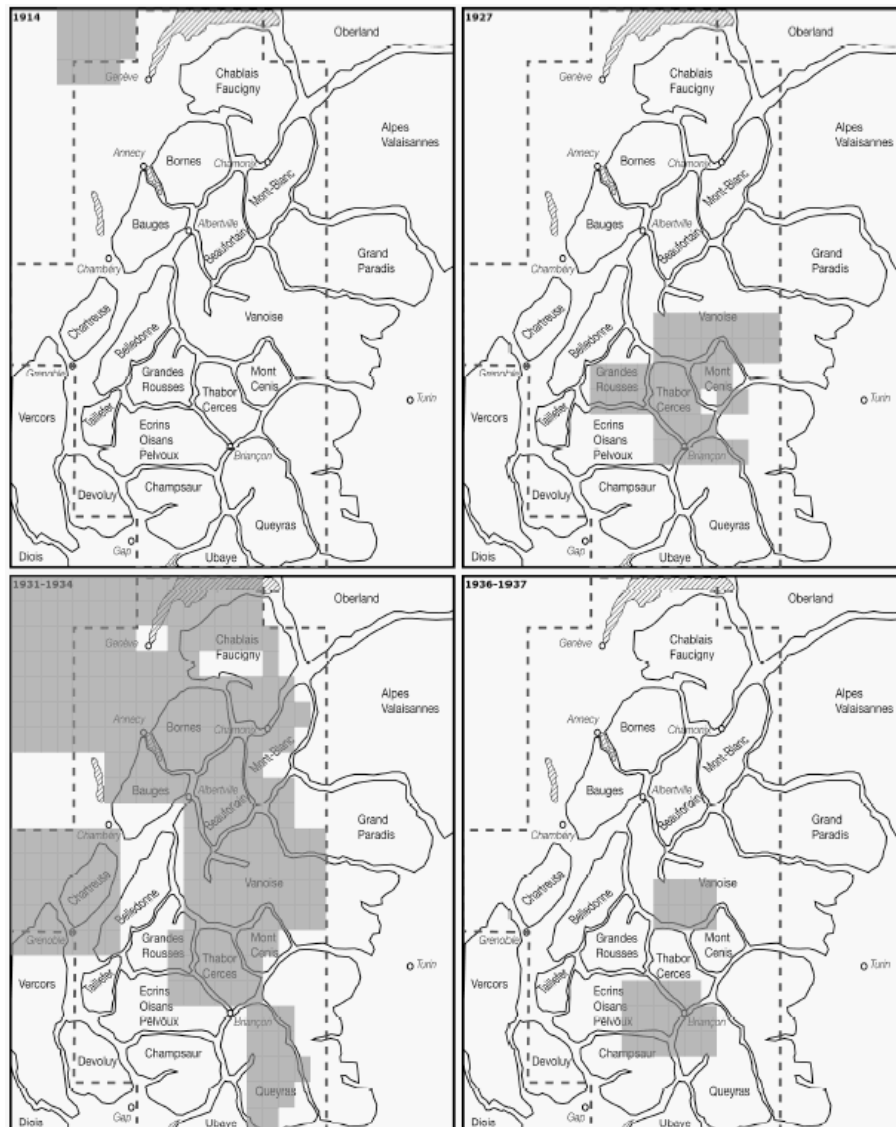 1914
Oberland
Genève
Chablais
Faucigny
Alpes
Valaisannes
Annecy
Bornes
Chamonix
Mont-Blanc
Bauges
Albertville
Beaufortain
Grand
Paradis
Chambéry
Chartreuse
Belledonne
Vanoise
Grenoble
Grandes
Rousses
Mont
Cenis
Thabor
Cerces
Turin
Vercors
Taillefer
Ecrins
Oisans
Pelvoux
Briançon
Devoluy
Champsaur
Queyras
Gap
Diois
Ubaye
1927
Oberland
Genève
Chablais
Faucigny
Alpes
Valaisannes
Annecy
Bornes
Chamonix
Mont-Blanc
Bauges
Albertville
Beaufortain
Grand
Paradis
Chambéry
Chartreuse
Belledonne
Vanoise
Grenoble
Grandes
Rousses
Mont
Cenis
Thabor
Cerces
Turin
Vercors
Taillefer
Ecrins
Oisans
Pelvoux
Briançon
Devoluy
Champsaur
Queyras
Gap
Diois
Ubaye
1931-1934
Oberland
Genève
Chablais
Faucigny
Alpes
Valaisannes
Annecy
Bornes
Chamonix
Mont-Blanc
Bauges
Albertville
Beaufortain
Grand
Paradis
Chambéry
Chartreuse
Belledonne
Vanoise
Grenoble
Grandes
Rousses
Mont
Cenis
Thabor
Cerces
Turin
Vercors
Taillefer
Ecrins
Oisans
Pelvoux
Briançon
Devoluy
Champsaur
Queyras
Gap
Diois
Ubaye
1936-1937
Oberland
Genève
Chablais
Faucigny
Alpes
Valaisannes
Annecy
Bornes
Chamonix
Mont-Blanc
Bauges
Albertville
Beaufortain
Grand
Paradis
Chambéry
Chartreuse
Belledonne
Vanoise
Grenoble
Grandes
Rousses
Mont
Cenis
Thabor
Cerces
Turin
Vercors
Taillefer
Ecrins
Oisans
Pelvoux
Briançon
Devoluy
Champsaur
Queyras
Gap
Diois
Ubaye